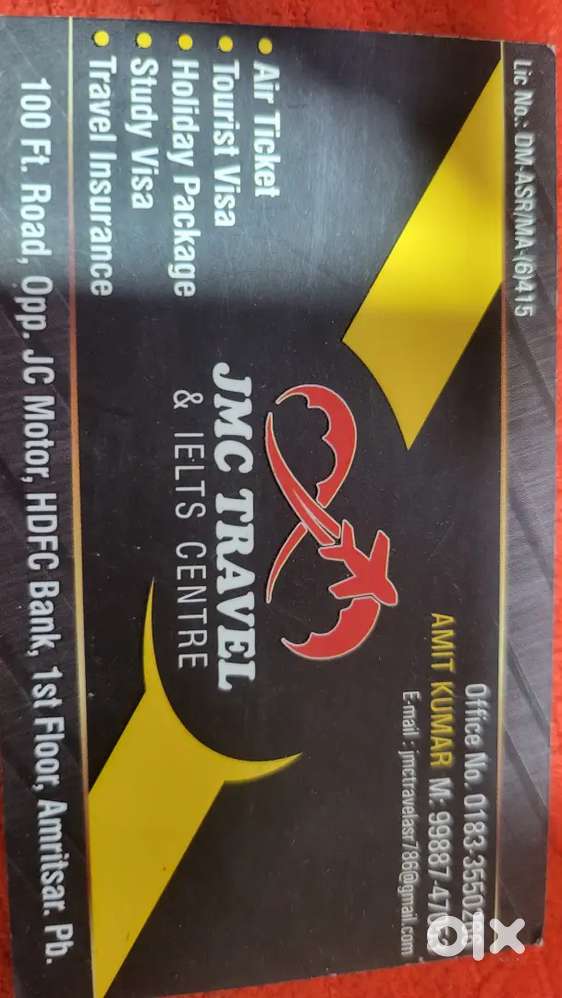 Lic No.: DM-ASR/MA-(6)415
Office No. 0183-35502
AMIT KUMAR M: 99887-470
E-mail : jmctravelasr786@gmail.com
JMC TRAVEL
& IELTS CENTRE
• Air Ticket
• Tourist Visa
• Holiday Package
• Study Visa
• Travel Insurance
100 Ft. Road, Opp. JC Motor, HDFC Bank, 1st Floor, Amritsar. Pb.
olx